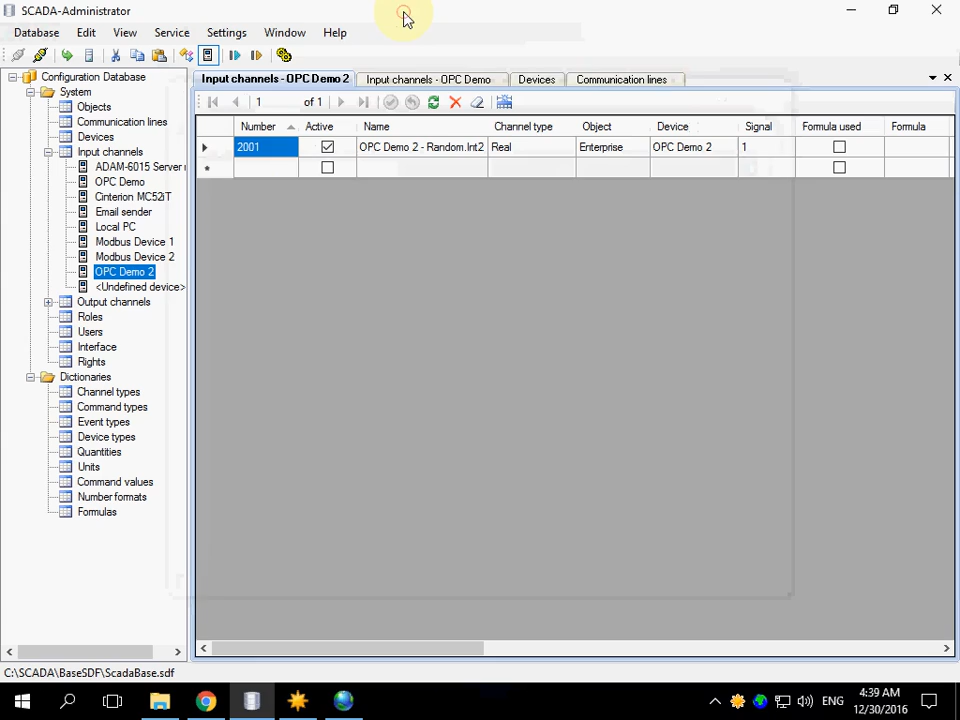 SCADA-Administrator
Database Edit View Service Settings Window Help
Configuration Database
System
Objects
Communication lines
Devices
Input channels
ADAM-6015 Server r
OPC Demo
Cinterion MC52iT
Email sender
Local PC
Modbus Device 1
Modbus Device 2
OPC Demo 2
<Undefined device>
Output channels
Roles
Users
Interface
Rights
Dictionaries
Channel types
Command types
Event types
Device types
Quantities
Units
Command values
Number formats
Formulas
Input channels - OPC Demo 2 Input channels - OPC Demo Devices Communication lines
1 of 1
Number Active Name Channel type Object Device Signal Formula used Formula
2001 OPC Demo 2 - Random.Int2 Real Enterprise OPC Demo 2 1
C:\SCADA\BaseSDF\ScadaBase.sdf
ENG
4:39 AM
12/30/2016